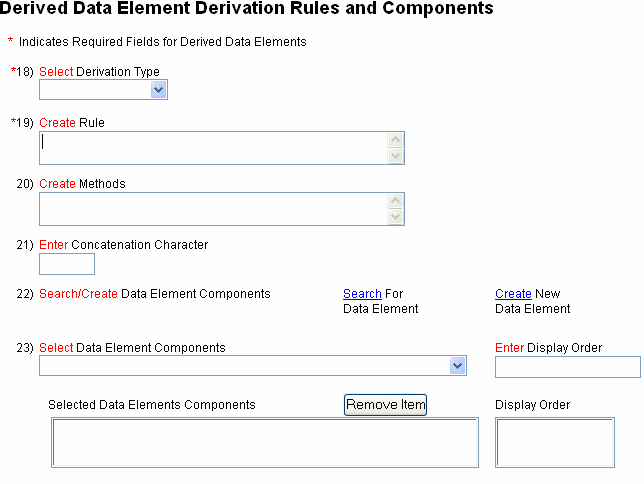 Derived Data Element Derivation Rules and Components
* Indicates Required Fields for Derived Data Elements
*18) Select Derivation Type
*19) Create Rule
20) Create Methods
21) Enter Concatenation Character
22) Search/Create Data Element Components Search For Create New
Data Element Data Element
23) Select Data Element Components Enter Display Order
Selected Data Elements Components Remove Item Display Order